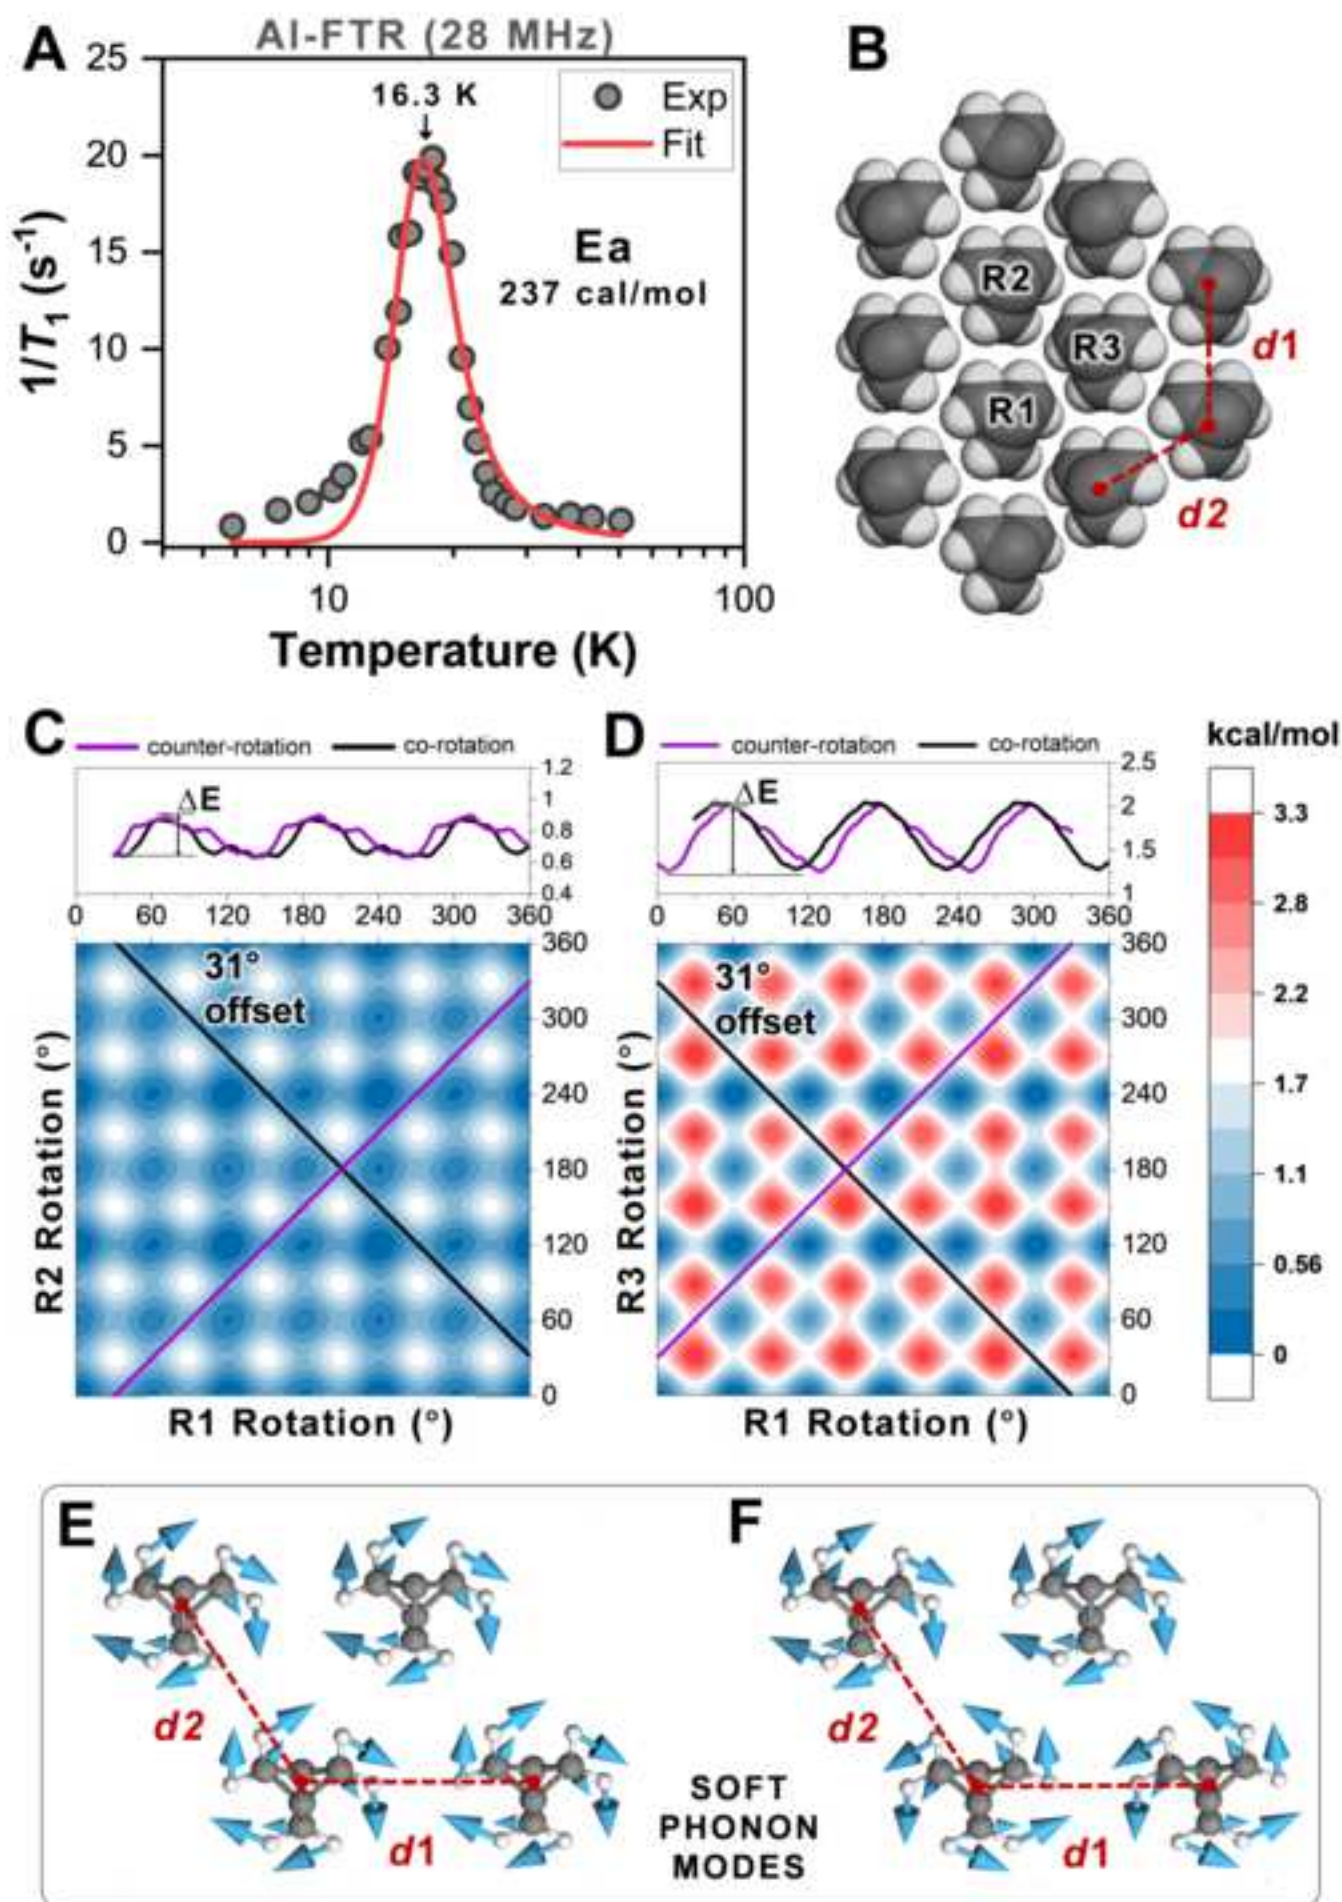 A
Al-FTR (28 MHz)
25
20
15
10
5
0
1/T₁ (s⁻¹)
16.3 K
Exp
Fit
Ea
237 cal/mol
10
100
Temperature (K)
B
R2
R3
R1
d1
d2
C
counter-rotation
co-rotation
ΔE
1.2
1
0.8
0.6
0.4
0
60
120
180
240
300
360
31°
offset
R2 Rotation (°)
360
300
240
180
120
60
0
R1 Rotation (°)
D
counter-rotation
co-rotation
ΔE
2.5
2
1.5
1
0
60
120
180
240
300
360
31°
offset
R3 Rotation (°)
360
300
240
180
120
60
0
R1 Rotation (°)
kcal/mol
3.3
2.8
2.2
1.7
1.1
0.56
0
E
d2
d1
SOFT
PHONON
MODES
F
d2
d1